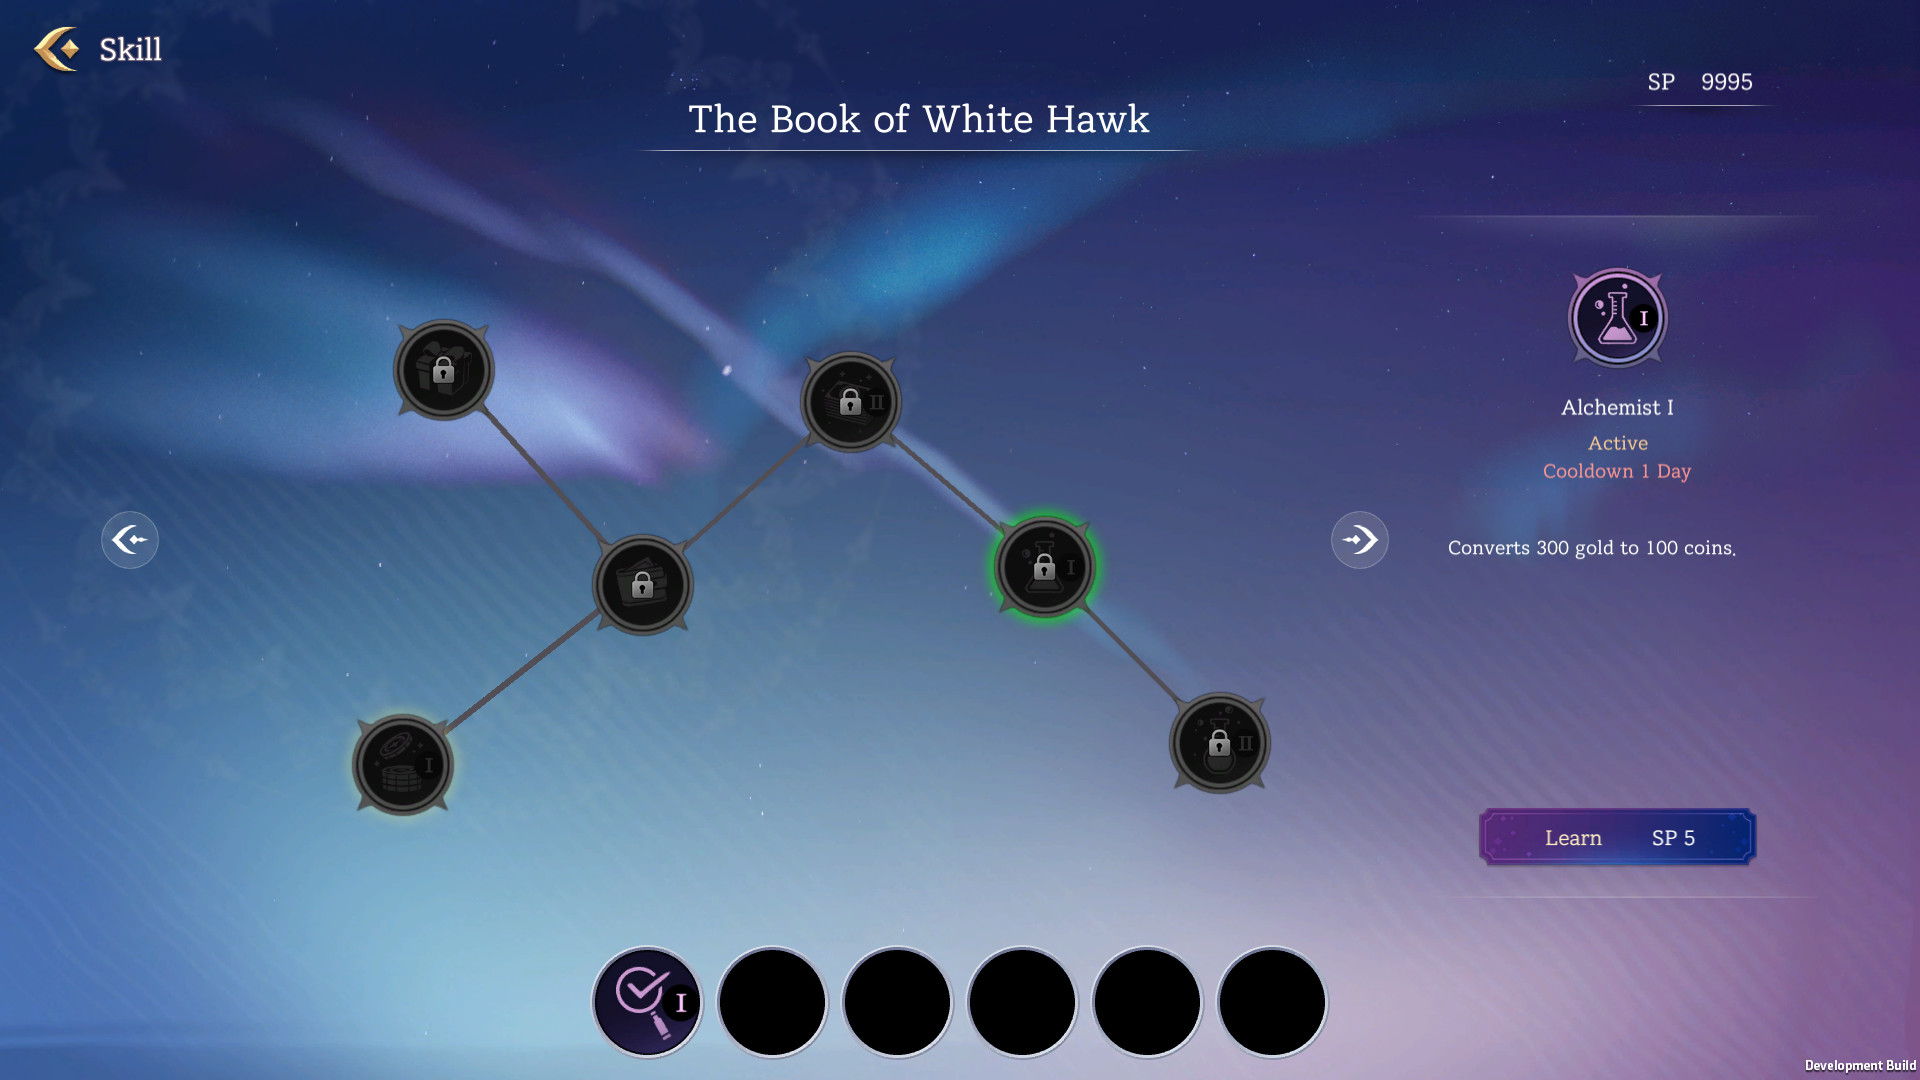 Skill
SP 9995
The Book of White Hawk
I
Alchemist I
Active
Cooldown 1 Day
II
I
Converts 300 gold to 100 coins.
II
I
Learn SP 5
I
Development Build